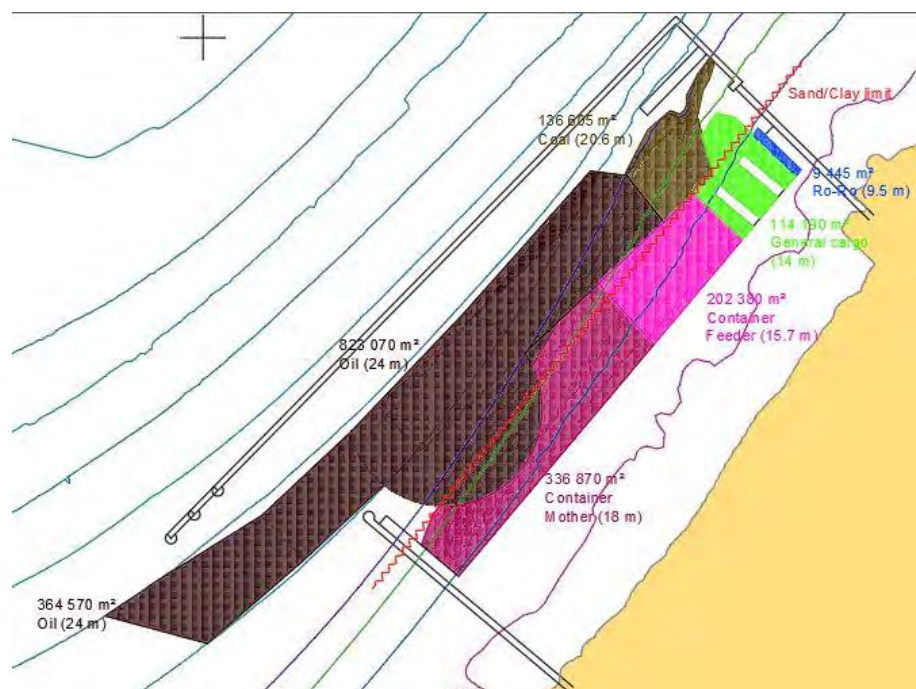 Sand/Clay limit
136 605 m²
Coal (20.6 m)
9 445 m²
Ro-Ro (9.5 m)
114 190 m²
General cargo
(14 m)
202 380 m²
Container
Feeder (15.7 m)
823 070 m²
Oil (24 m)
336 870 m²
Container
Mother (18 m)
364 570 m²
Oil (24 m)